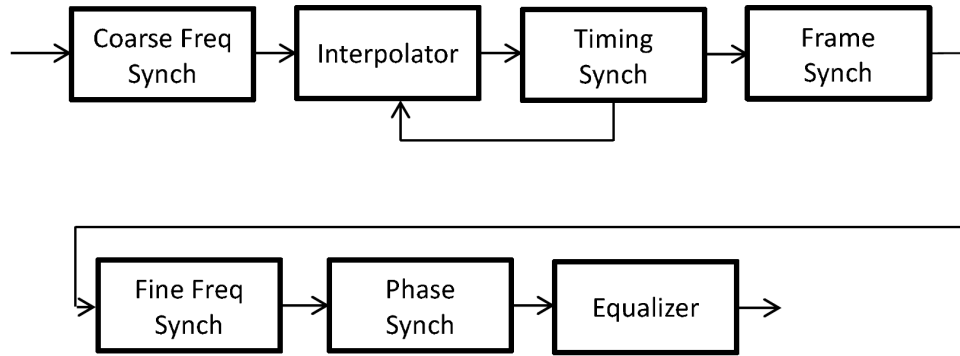 Coarse Freq
Synch
Interpolator
Timing
Synch
Frame
Synch
Fine Freq
Synch
Phase
Synch
Equalizer